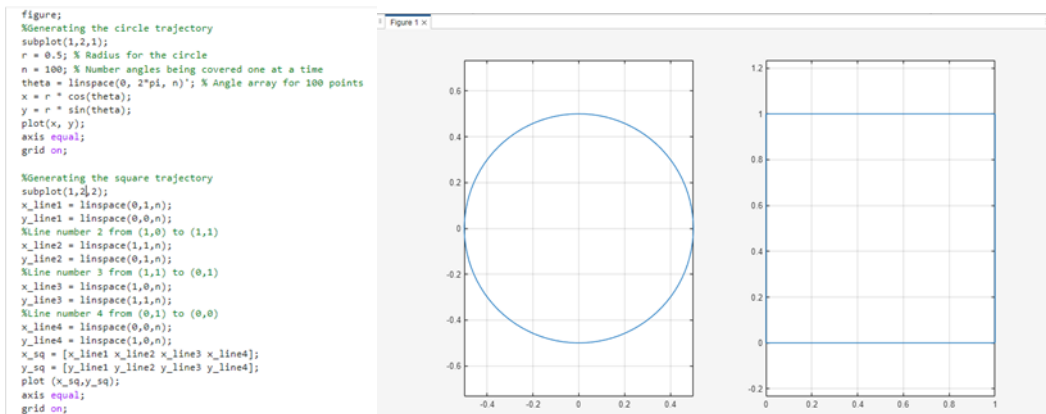 figure;
%Generating the circle trajectory
subplot(1,2,1);
r = 0.5; % Radius for the circle
n = 100; % Number angles being covered one at a time
theta = linspace(0, 2*pi, n)'; % Angle array for 100 points
x = r * cos(theta);
y = r * sin(theta);
plot(x, y);
axis equal;
grid on;
%Generating the square trajectory
subplot(1,2,2);
x_line1 = linspace(0,1,n);
y_line1 = linspace(0,0,n);
%Line number 2 from (1,0) to (1,1)
x_line2 = linspace(1,1,n);
y_line2 = linspace(0,1,n);
%Line number 3 from (1,1) to (0,1)
x_line3 = linspace(1,0,n);
y_line3 = linspace(1,1,n);
%Line number 4 from (0,1) to (0,0)
x_line4 = linspace(0,0,n);
y_line4 = linspace(1,0,n);
x_sq = [x_line1 x_line2 x_line3 x_line4];
y_sq = [y_line1 y_line2 y_line3 y_line4];
plot (x_sq,y_sq);
axis equal;
grid on;
Figure 1 ×
0.6
0.4
0.2
0
-0.2
-0.4
-0.6
-0.4 -0.2 0 0.2 0.4
1.2
1
0.8
0.6
0.4
0.2
0
-0.2
0 0.2 0.4 0.6 0.8 1